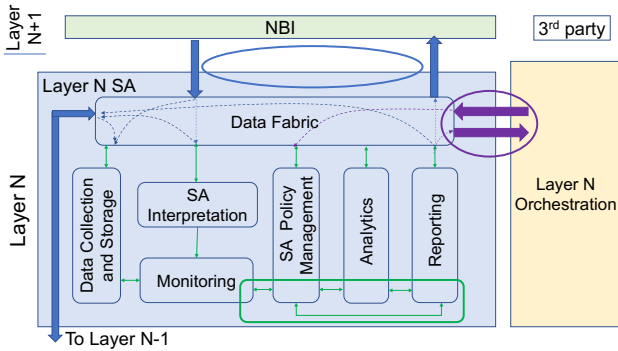 Layer
N+1
NBI
3rd party
Layer N SA
Data Fabric
Layer N
Data Collection
and Storage
SA
Interpretation
Monitoring
SA Policy
Management
Analytics
Reporting
Layer N
Orchestration
To Layer N-1